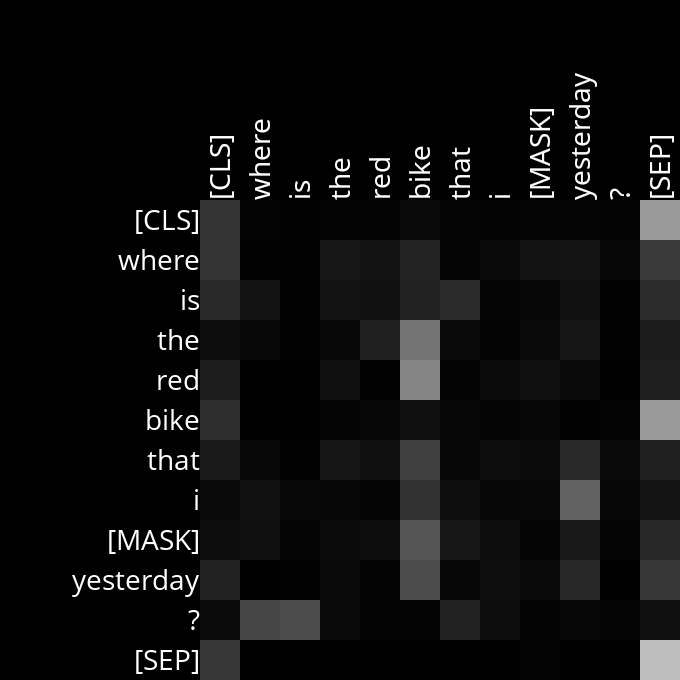 [CLS] where is the red bike that i [MASK] yesterday ? [SEP]
[CLS]
where
is
the
red
bike
that
i
[MASK]
yesterday
?
[SEP]